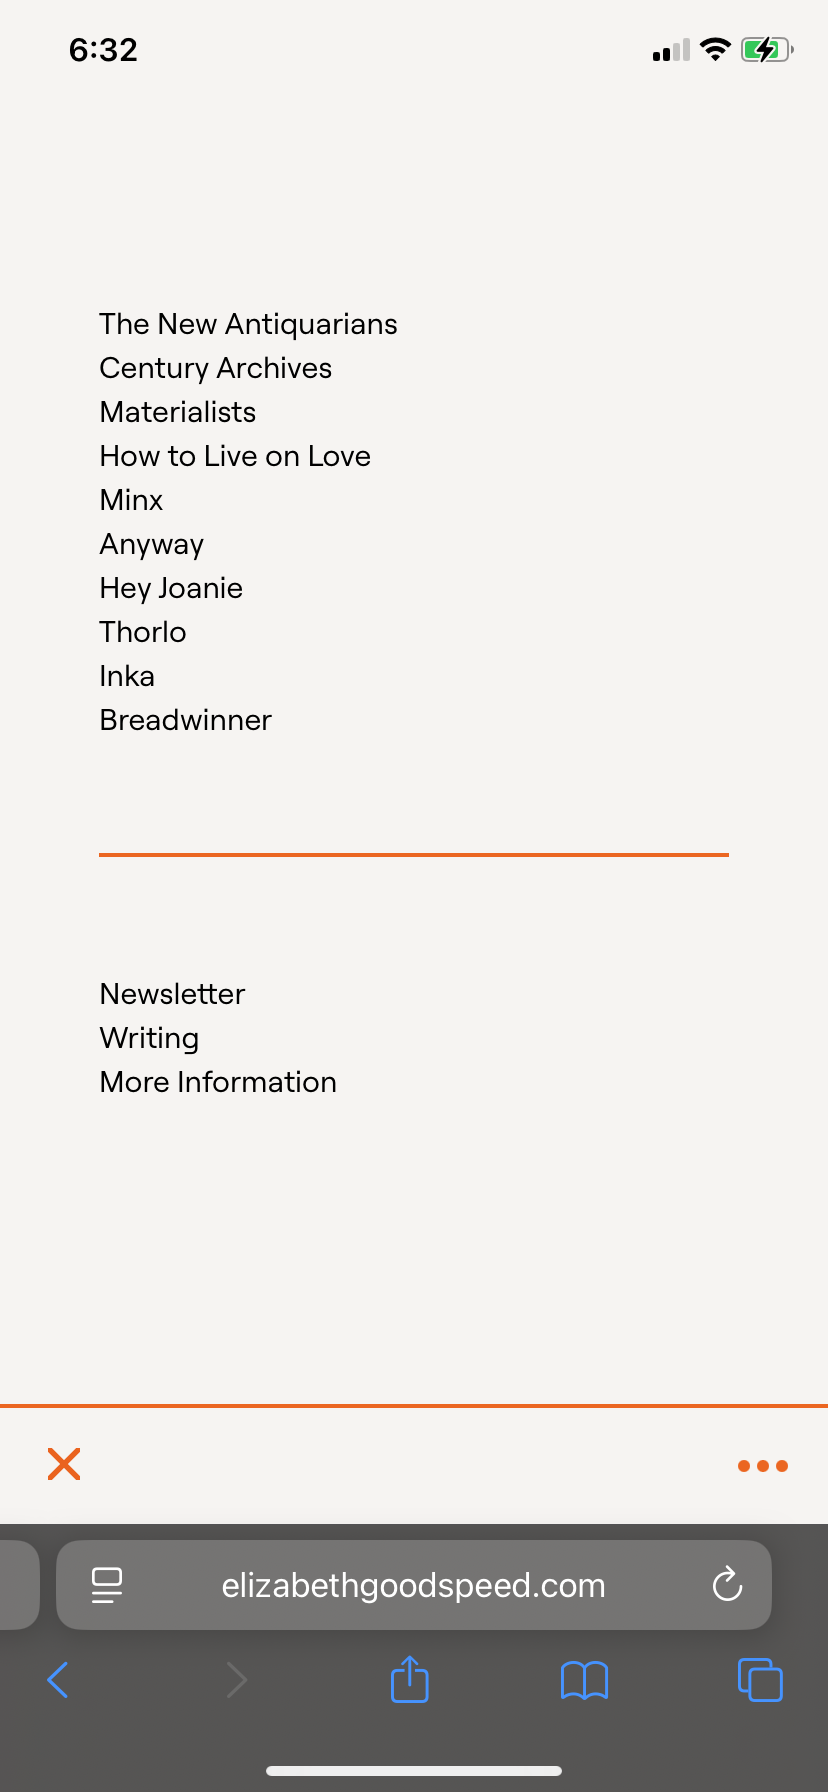 6:32
The New Antiquarians
Century Archives
Materialists
How to Live on Love
Minx
Anyway
Hey Joanie
Thorlo
Inka
Breadwinner
Newsletter
Writing
More Information
elizabethgoodspeed.com